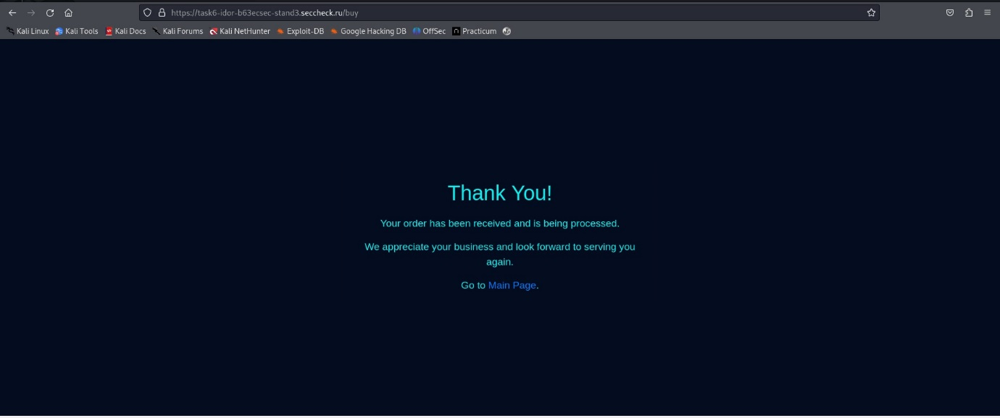 https://task6-idor-b63ecsec-stand3.seccheck.ru/buy
Kali Linux Kali Tools Kali Docs Kali Forums Kali NetHunter Exploit-DB Google Hacking DB OffSec Practicum
Thank You!
Your order has been received and is being processed.
We appreciate your business and look forward to serving you
again.
Go to Main Page.